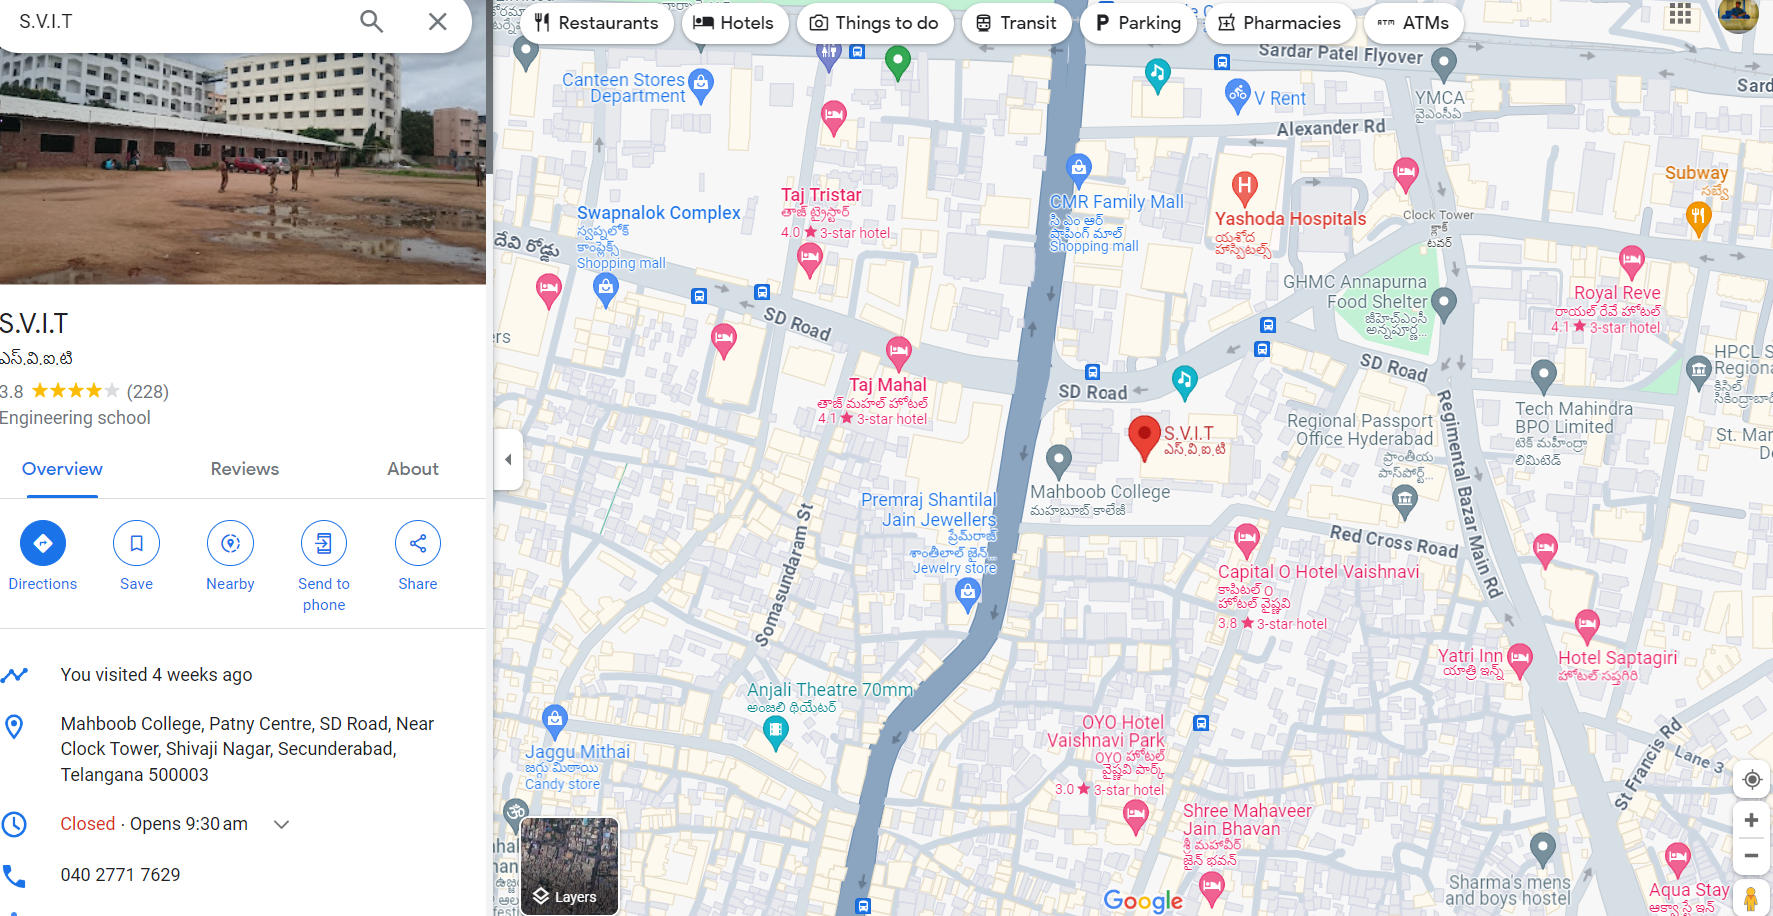 S.V.I.T
Restaurants
Hotels
Things to do
Transit
Parking
Pharmacies
ATMs
S.V.I.T
ఎస్.వి.ఐ.టి
3.8
(228)
Engineering school
Overview
Reviews
About
Directions
Save
Nearby
Send to
phone
Share
You visited 4 weeks ago
Mahboob College, Patny Centre, SD Road, Near
Clock Tower, Shivaji Nagar, Secunderabad,
Telangana 500003
Closed · Opens 9:30 am
040 2771 7629
Canteen Stores
Department
Sardar Patel Flyover
Sard
YMCA
వైఎంసీఏ
V Rent
Alexander Rd
Subway
సబ్వే
Taj Tristar
తాజ్ ట్రైస్టార్
4.0 ★ 3-star hotel
Swapnalok Complex
స్వప్నలోక్
కాంప్లెక్స్
Shopping mall
CMR Family Mall
సి ఎం ఆర్
షాపింగ్ మాల్
Shopping mall
Yashoda Hospitals
యశోద
హాస్పిటల్స్
Clock Tower
క్లాక్
టవర్
దేవి రోడ్డు
GHMC Annapurna
Food Shelter
జీహెచ్ఎంసీ
అన్నపూర్ణ...
Royal Reve
రాయల్ రేవే హోటల్
4.1 ★ 3-star hotel
SD Road
SD Road
SD Road
Taj Mahal
తాజ్ మహల్ హోటల్
4.1 ★ 3-star hotel
HPCL S
Regiona
సికింద్రాబాద్
Tech Mahindra
BPO Limited
టెక్ మహీంద్రా
లిమిటెడ్
St. Mar
Regional Passport
Office Hyderabad
ప్రాంతీయ
పాస్‌పోర్ట్...
Regimental Bazar Main Rd
S.V.I.T
ఎస్.వి.ఐ.టి
Mahboob College
మహబూబ్ కాలేజీ
Premraj Shantilal
Jain Jewellers
ప్రేమ్‌రాజ్
శాంతిలాల్ జైన్...
Jewelry store
Somasundaram St
Red Cross Road
Capital O Hotel Vaishnavi
కాపిటల్ O
హోటల్ వైష్ణవి
3.8 ★ 3-star hotel
Yatri Inn
యాత్రి ఇన్న్
Hotel Saptagiri
హోటల్ సప్తగిరి
Anjali Theatre 70mm
అంజలి థియేటర్
Jaggu Mithai
జగ్గు మిఠాయి
Candy store
OYO Hotel
Vaishnavi Park
OYO హోటల్
వైష్ణవి పార్క్
3.0 ★ 3-star hotel
St Francis Rd
Lane 3
Shree Mahaveer
Jain Bhavan
శ్రీ మహావీర్
జైన్ భవన్
Sharma's mens
and boys hostel
Aqua Stay
Layers
Google